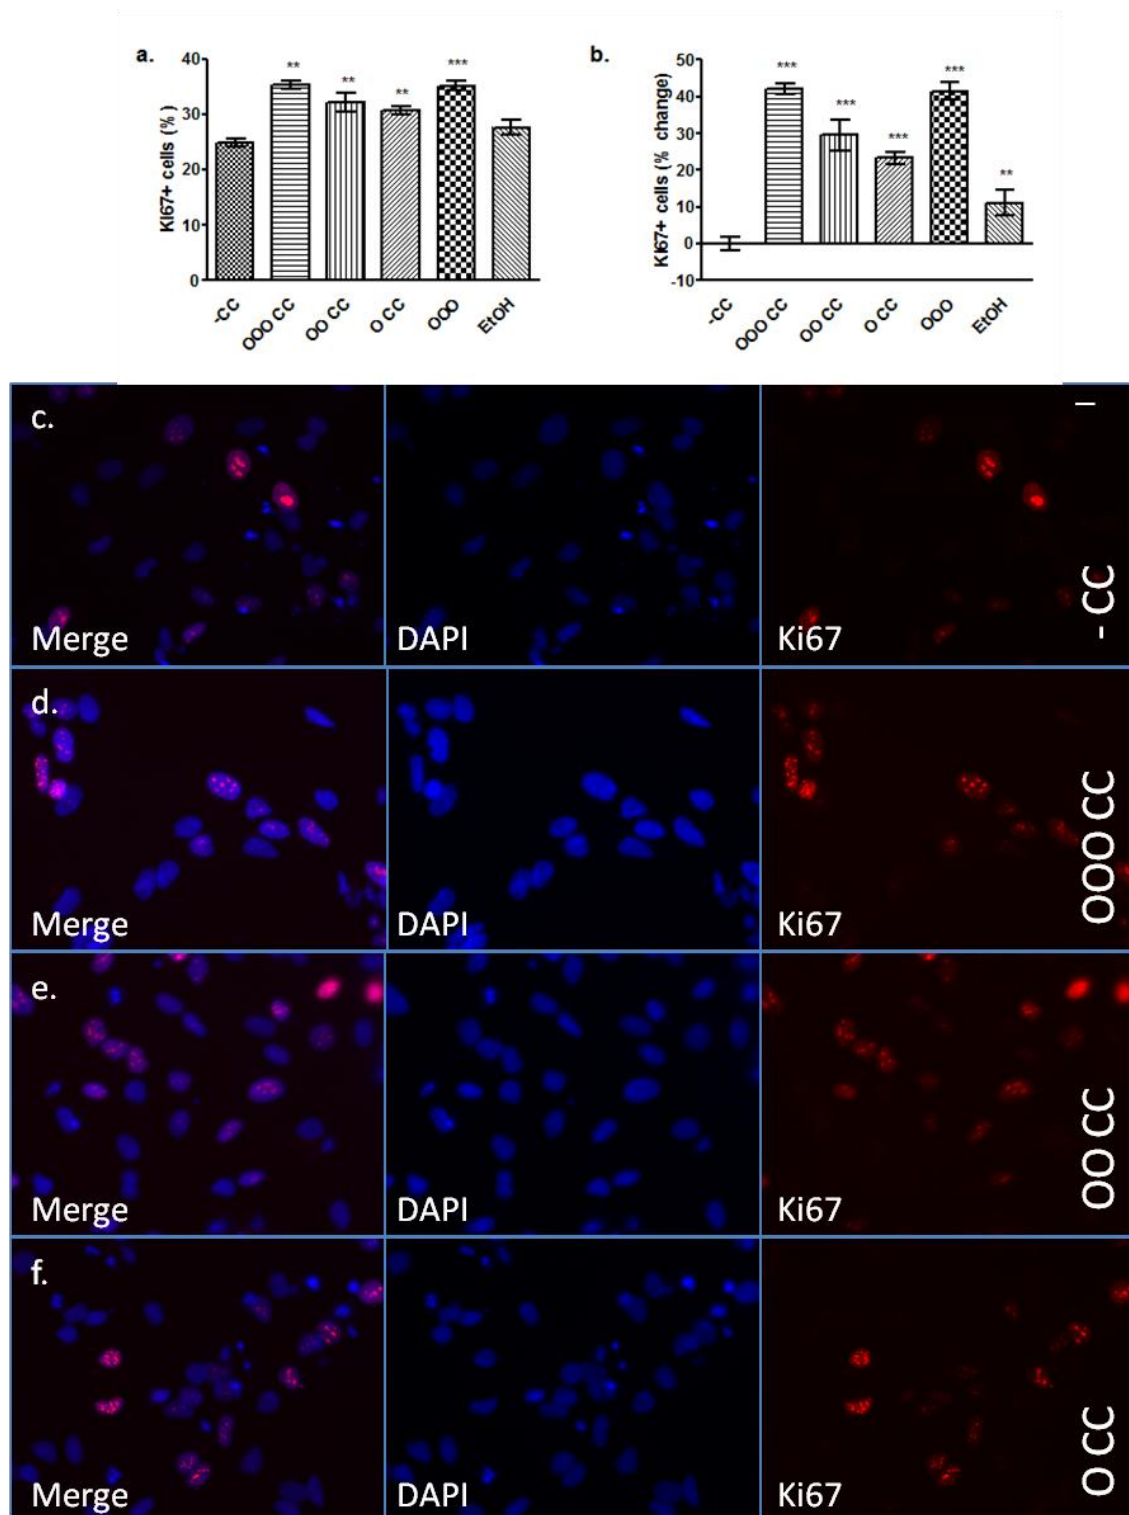 a.
KI67+ cells (%)
40
30
20
10
0
**
**
**
***
-CC
OOO CC
OO CC
O CC
OOO
EtOH
b.
KI67+ cells (% change)
50
40
30
20
10
0
-10
***
***
***
***
**
-CC
OOO CC
OO CC
O CC
OOO
EtOH
c.
Merge
DAPI
Ki67
- CC
d.
Merge
DAPI
Ki67
OOO CC
e.
Merge
DAPI
Ki67
OO CC
f.
Merge
DAPI
Ki67
O CC